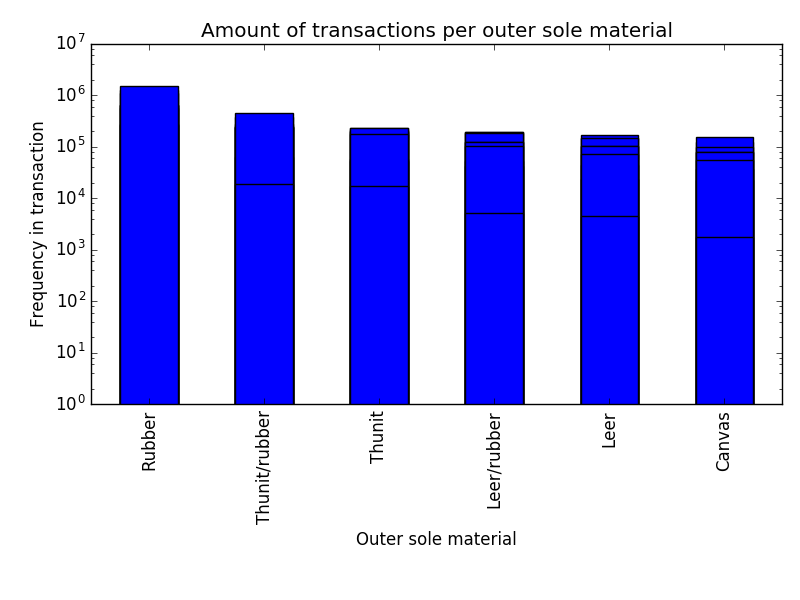 Amount of transactions per outer sole material
Frequency in transaction
10^7
10^6
10^5
10^4
10^3
10^2
10^1
10^0
Rubber
Thunit/rubber
Thunit
Leer/rubber
Leer
Canvas
Outer sole material